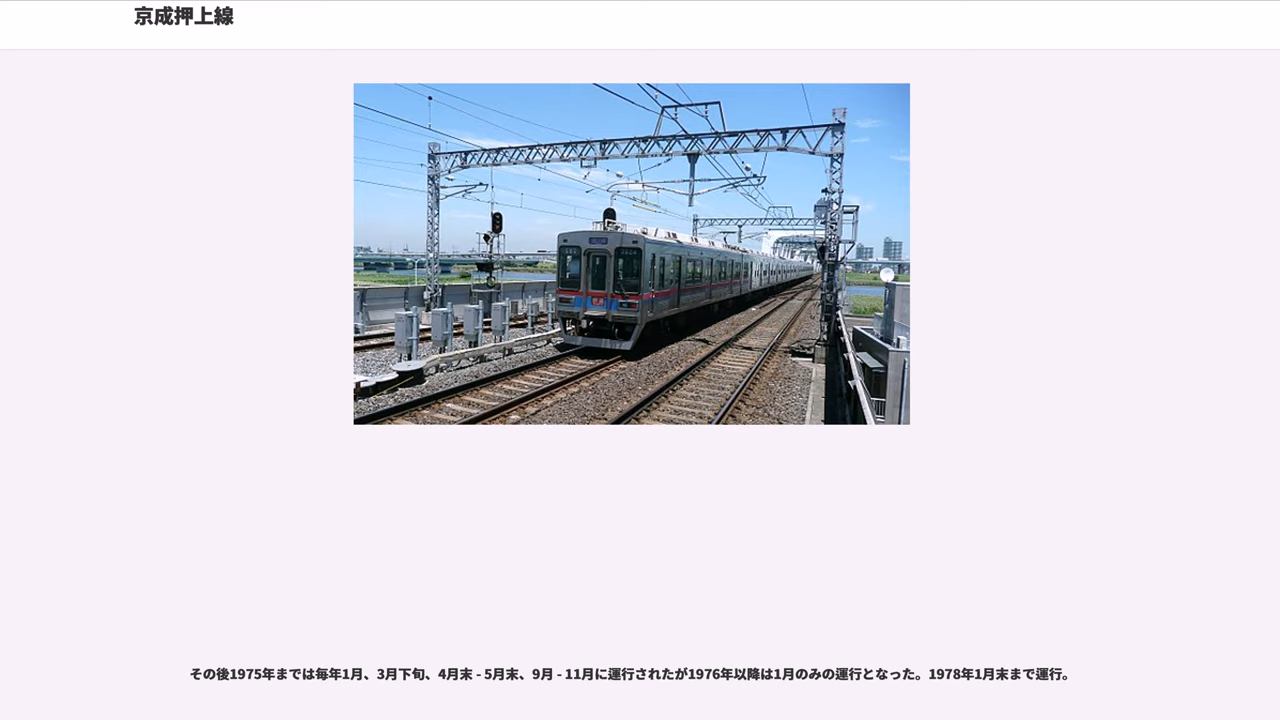 京成押上線
その後1975年までは毎年1月、3月下旬、4月末 - 5月末、9月 - 11月に運行されたが1976年以降は1月のみの運行となった。1978年1月末まで運行。